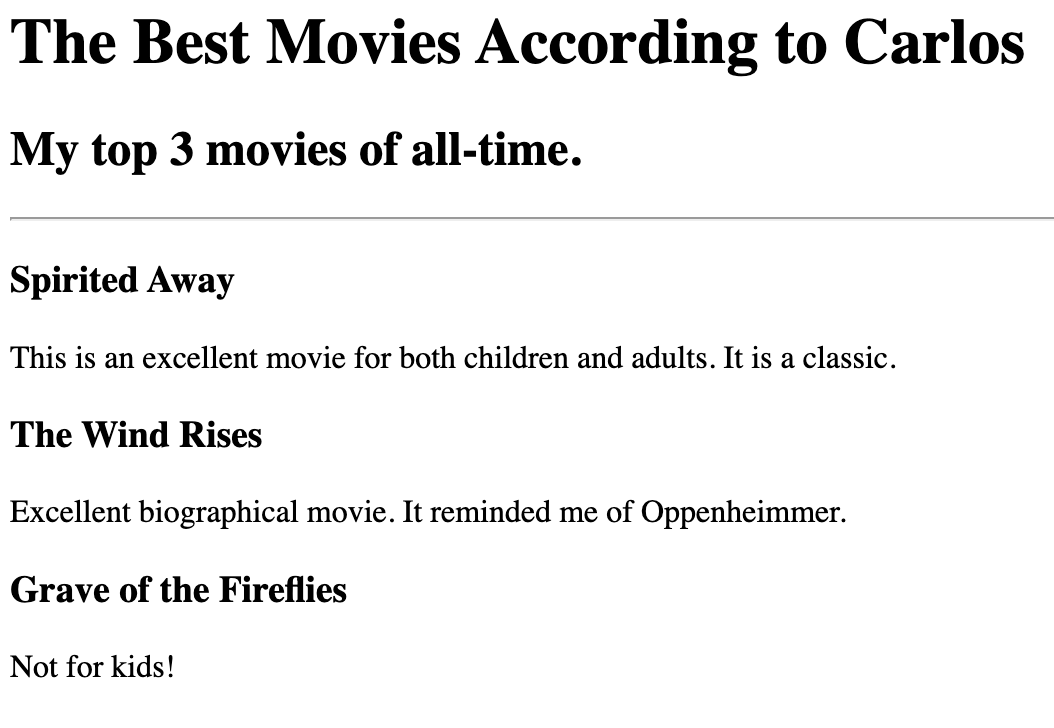 The Best Movies According to Carlos
My top 3 movies of all-time.
Spirited Away
This is an excellent movie for both children and adults. It is a classic.
The Wind Rises
Excellent biographical movie. It reminded me of Oppenheimmer.
Grave of the Fireflies
Not for kids!